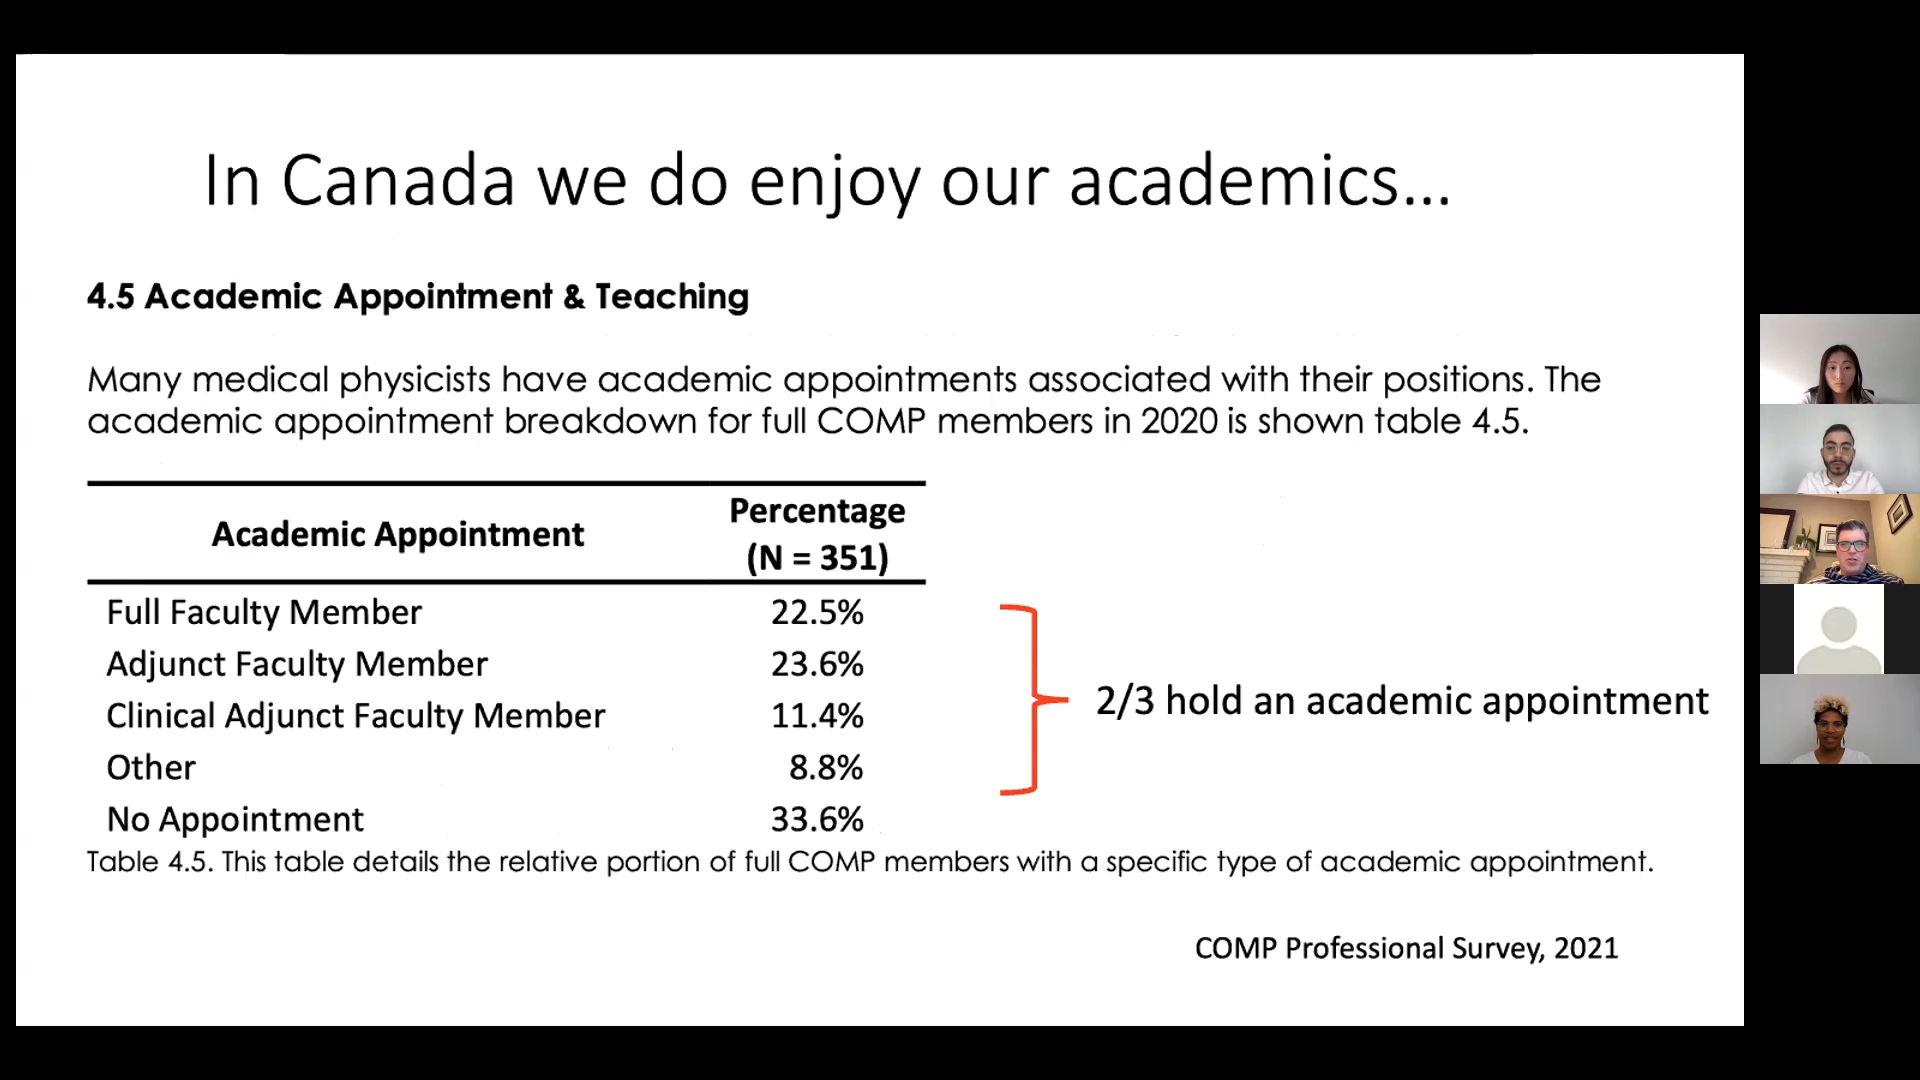 In Canada we do enjoy our academics...
4.5 Academic Appointment & Teaching
Many medical physicists have academic appointments associated with their positions. The
academic appointment breakdown for full COMP members in 2020 is shown table 4.5.
Academic Appointment
Percentage
(N = 351)
Full Faculty Member 22.5%
Adjunct Faculty Member 23.6%
Clinical Adjunct Faculty Member 11.4%
Other 8.8%
No Appointment 33.6%
2/3 hold an academic appointment
Table 4.5. This table details the relative portion of full COMP members with a specific type of academic appointment.
COMP Professional Survey, 2021